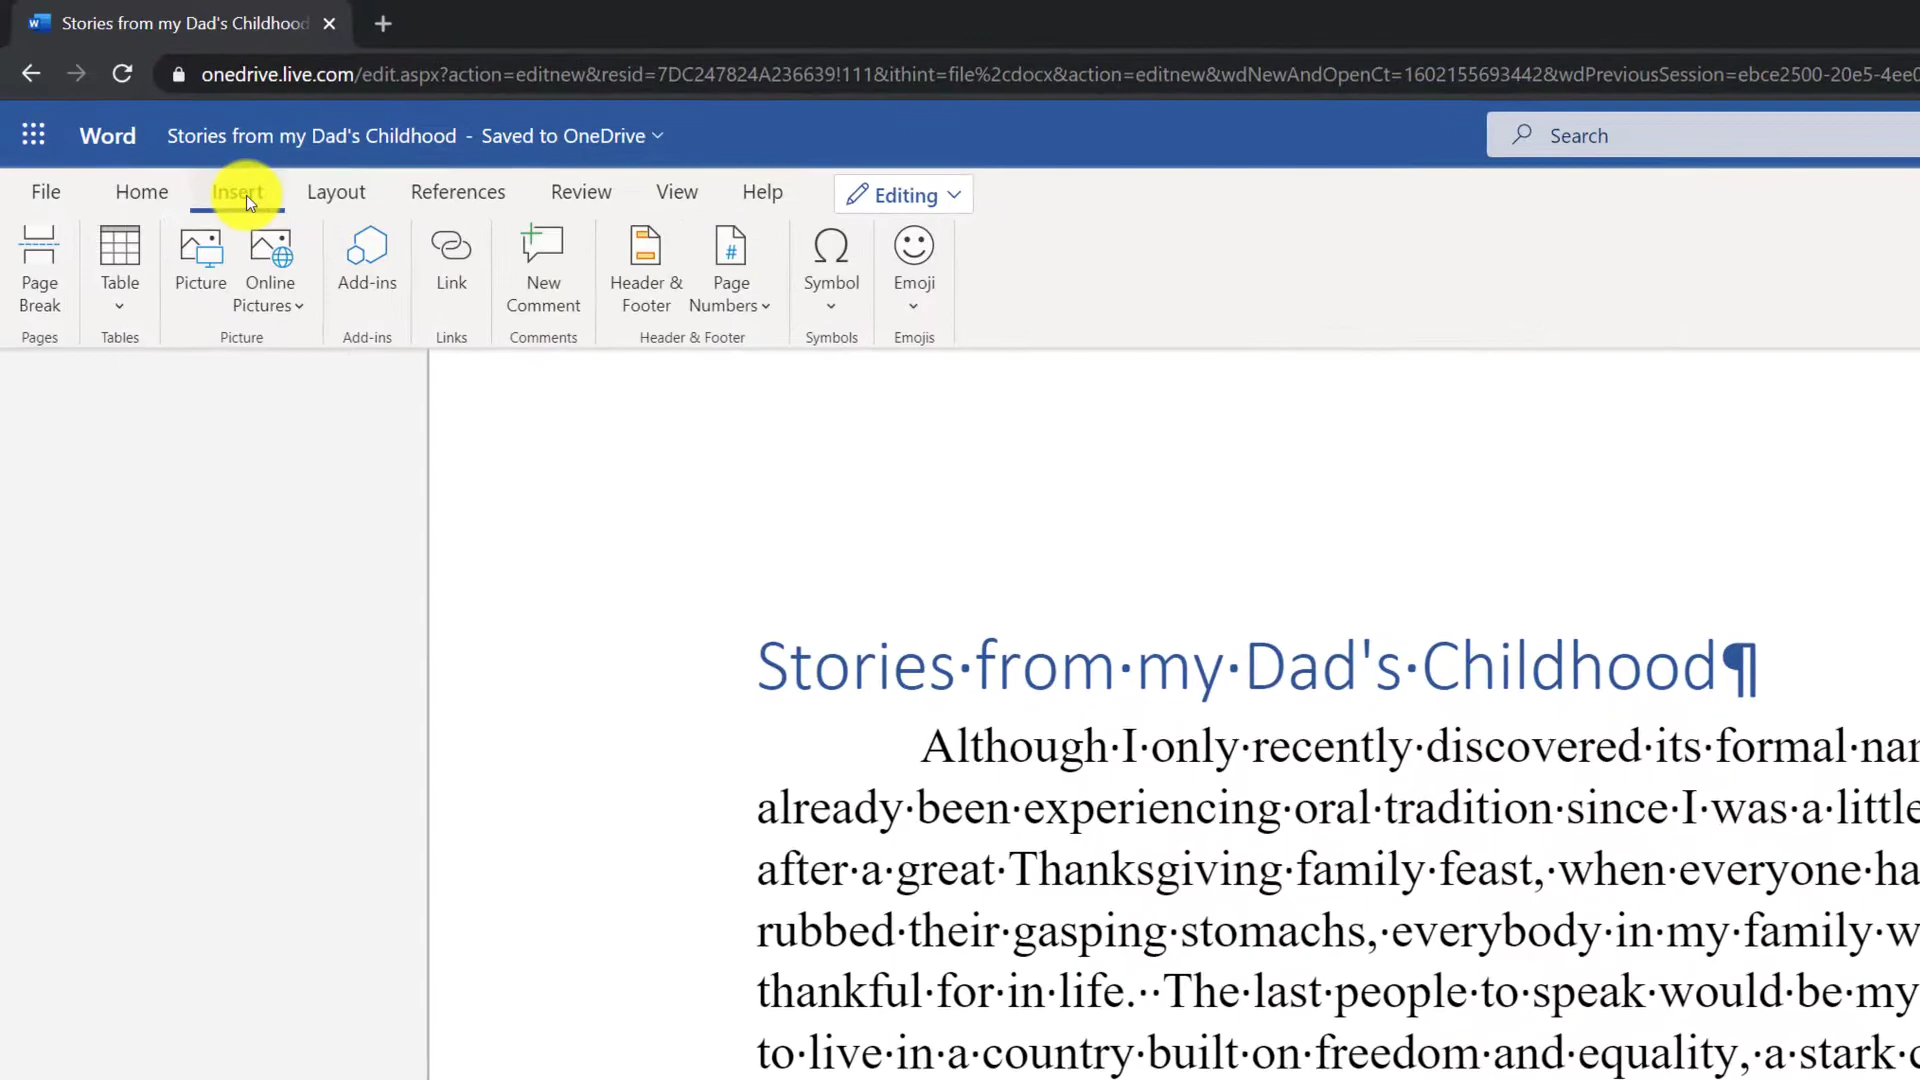 Stories from my Dad's Childhood
onedrive.live.com/edit.aspx?action=editnew&resid=7DC247824A236639!111&ithint=file%2cdocx&action=editnew&wdNewAndOpenCt=1602155693442&wdPreviousSession=ebce2500-20e5-4ee0
Word Stories from my Dad's Childhood - Saved to OneDrive Search
File Home Insert Layout References Review View Help Editing
Page Break Table Picture Online Pictures Add-ins Link New Comment Header & Footer Page # Numbers Symbol Emoji
Pages Tables Picture Add-ins Links Comments Header & Footer Symbols Emojis
Stories·from·my·Dad's·Childhood¶
Although·I·only·recently·discovered·its·formal·nar
already·been·experiencing·oral·tradition·since·I·was·a·little
after·a·great·Thanksgiving·family·feast,·when·everyone·ha
rubbed·their·gasping·stomachs,·everybody·in·my·family·w
thankful·for·in·life.··The·last·people·to·speak·would·be·my
to·live·in·a·country·built·on·freedom·and·equality,·a·stark·c